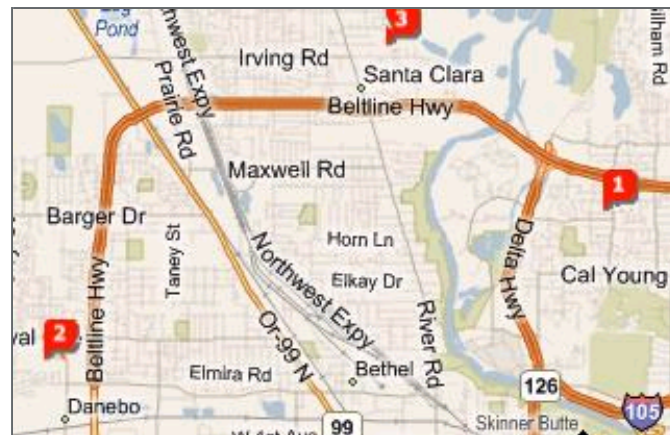 Pond
3
Irving Rd
Santa Clara
Northwest Expy
Prairie Rd
Beltline Hwy
Maxwell Rd
1
Barger Dr
Taney St
Horn Ln
Delta Hwy
Northwest Expy
Elkay Dr
Cal Young
Beltline Hwy
2
River Rd
Or-99 N
Elmira Rd
Bethel
126
105
Danebo
99
Skinner Butte